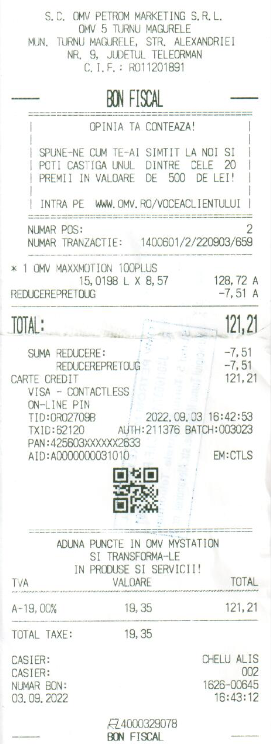 S.C. OMV PETROM MARKETING S.R.L.
OMV 5 TURNU MAGURELE
MUN. TURNU MAGURELE, STR. ALEXANDRIEI
NR. 9, JUDETUL TELEORMAN
C.I.F.: RO11201891
BON FISCAL
OPINIA TA CONTEAZA!
SPUNE-NE CUM TE-AI SIMTIT LA NOI SI
POTI CASTIGA UNUL DINTRE CELE 20
PREMII IN VALOARE DE 500 DE LEI!
INTRA PE WWW.OMV.RO/VOCEACLIENTULUI
NUMAR POS: 2
NUMAR TRANZACTIE: 1400601/2/220903/659
* 1 OMV MAXXMOTION 100PLUS
15,0198 L X 8,57 128,72 A
REDUCEREPRETOUG -7,51 A
TOTAL: 121,21
SUMA REDUCERE: -7,51
REDUCEREPRETOUG -7,51
CARTE CREDIT 121,21
VISA - CONTACTLESS
ON-LINE PIN
TID:0R02709B 2022.09.03 16:42:53
TXID:62120 AUTH:211376 BATCH:003023
PAN:425603XXXXXX2633
AID:A0000000031010 EM:CTLS
ADUNA PUNCTE IN OMV MYSTATION
SI TRANSFORMA-LE
IN PRODUSE SI SERVICII!
TVA VALOARE TOTAL
A-19,00% 19,35 121,21
TOTAL TAXE: 19,35
CASIER: CHELU ALIS
CASIER: 002
NUMAR BON: 1626-00645
03.09.2022 16:43:12
4000329078
BON FISCAL